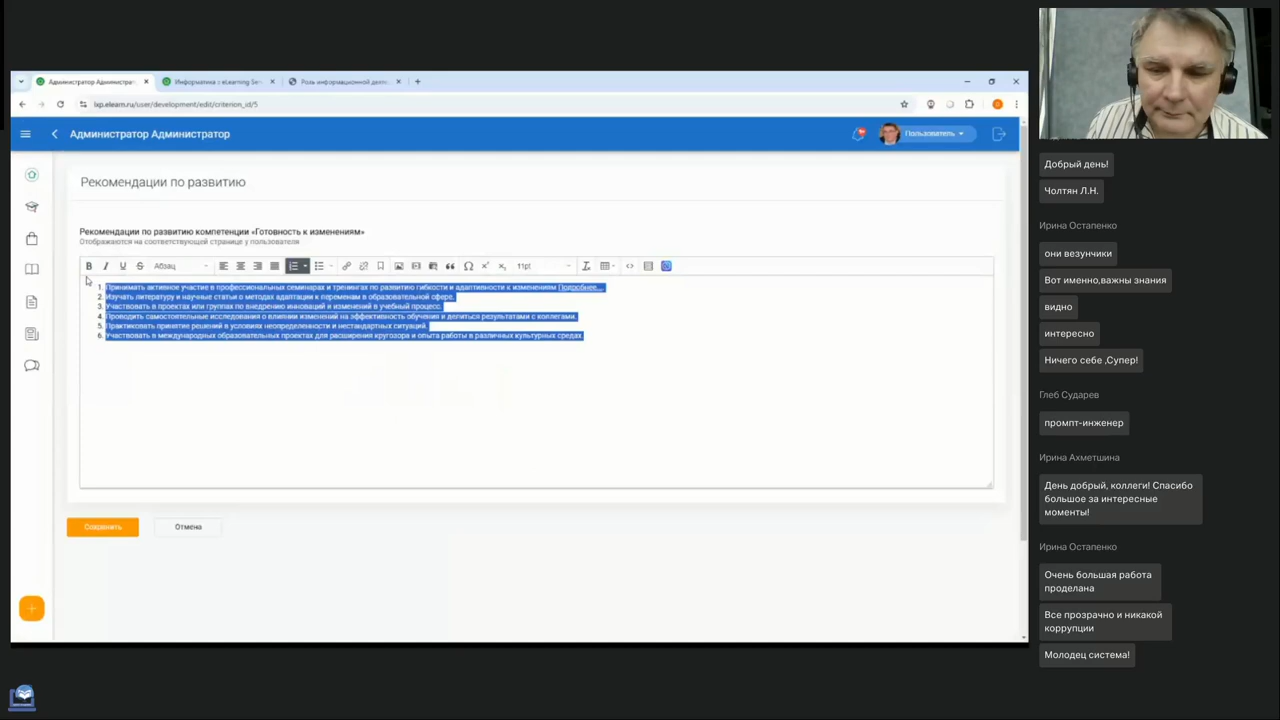 Администратор Администрат
Информатика с eLearning Ser
Роль информационной деяте
lxp.elearn.ru/user/development/edit/criterion_id/5
Администратор Администратор
Пользователь
Рекомендации по развитию
Рекомендации по развитию компетенции «Готовность к изменениям»
Отображаются на соответствующей странице у пользователя
B I U S Абзац 11pt
1. Принимать активное участие в профессиональных семинарах и тренингах по развитию гибкости и адаптивности к изменениям Подробнее...
2. Изучать литературу и научные статьи о методах адаптации к переменам в образовательной сфере.
3. Участвовать в проектах или группах по внедрению инноваций и изменений в учебный процесс.
4. Проводить самостоятельные исследования о влиянии изменений на эффективность обучения и делиться результатами с коллегами.
5. Практиковать принятие решений в условиях неопределенности и нестандартных ситуаций.
6. Участвовать в международных образовательных проектах для расширения кругозора и опыта работы в различных культурных средах.
Сохранить
Отмена
Добрый день!
Чолтян Л.Н.
Ирина Остапенко
они везунчики
Вот именно,важны знания
видно
интересно
Ничего себе ,Супер!
Глеб Сударев
промпт-инженер
Ирина Ахметшина
День добрый, коллеги! Спасибо
большое за интересные
моменты!
Ирина Остапенко
Очень большая работа
проделана
Все прозрачно и никакой
коррупции
Молодец система!